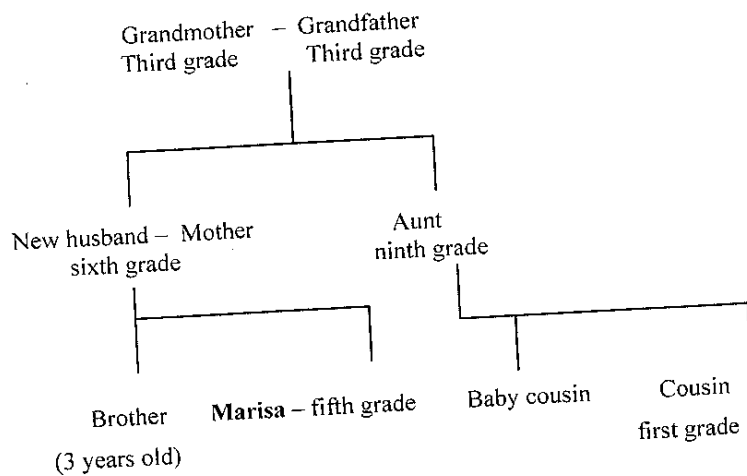 Grandmother – Grandfather
Third grade Third grade
New husband – Mother
sixth grade
Aunt
ninth grade
Brother
(3 years old)
Marisa – fifth grade
Baby cousin
Cousin
first grade